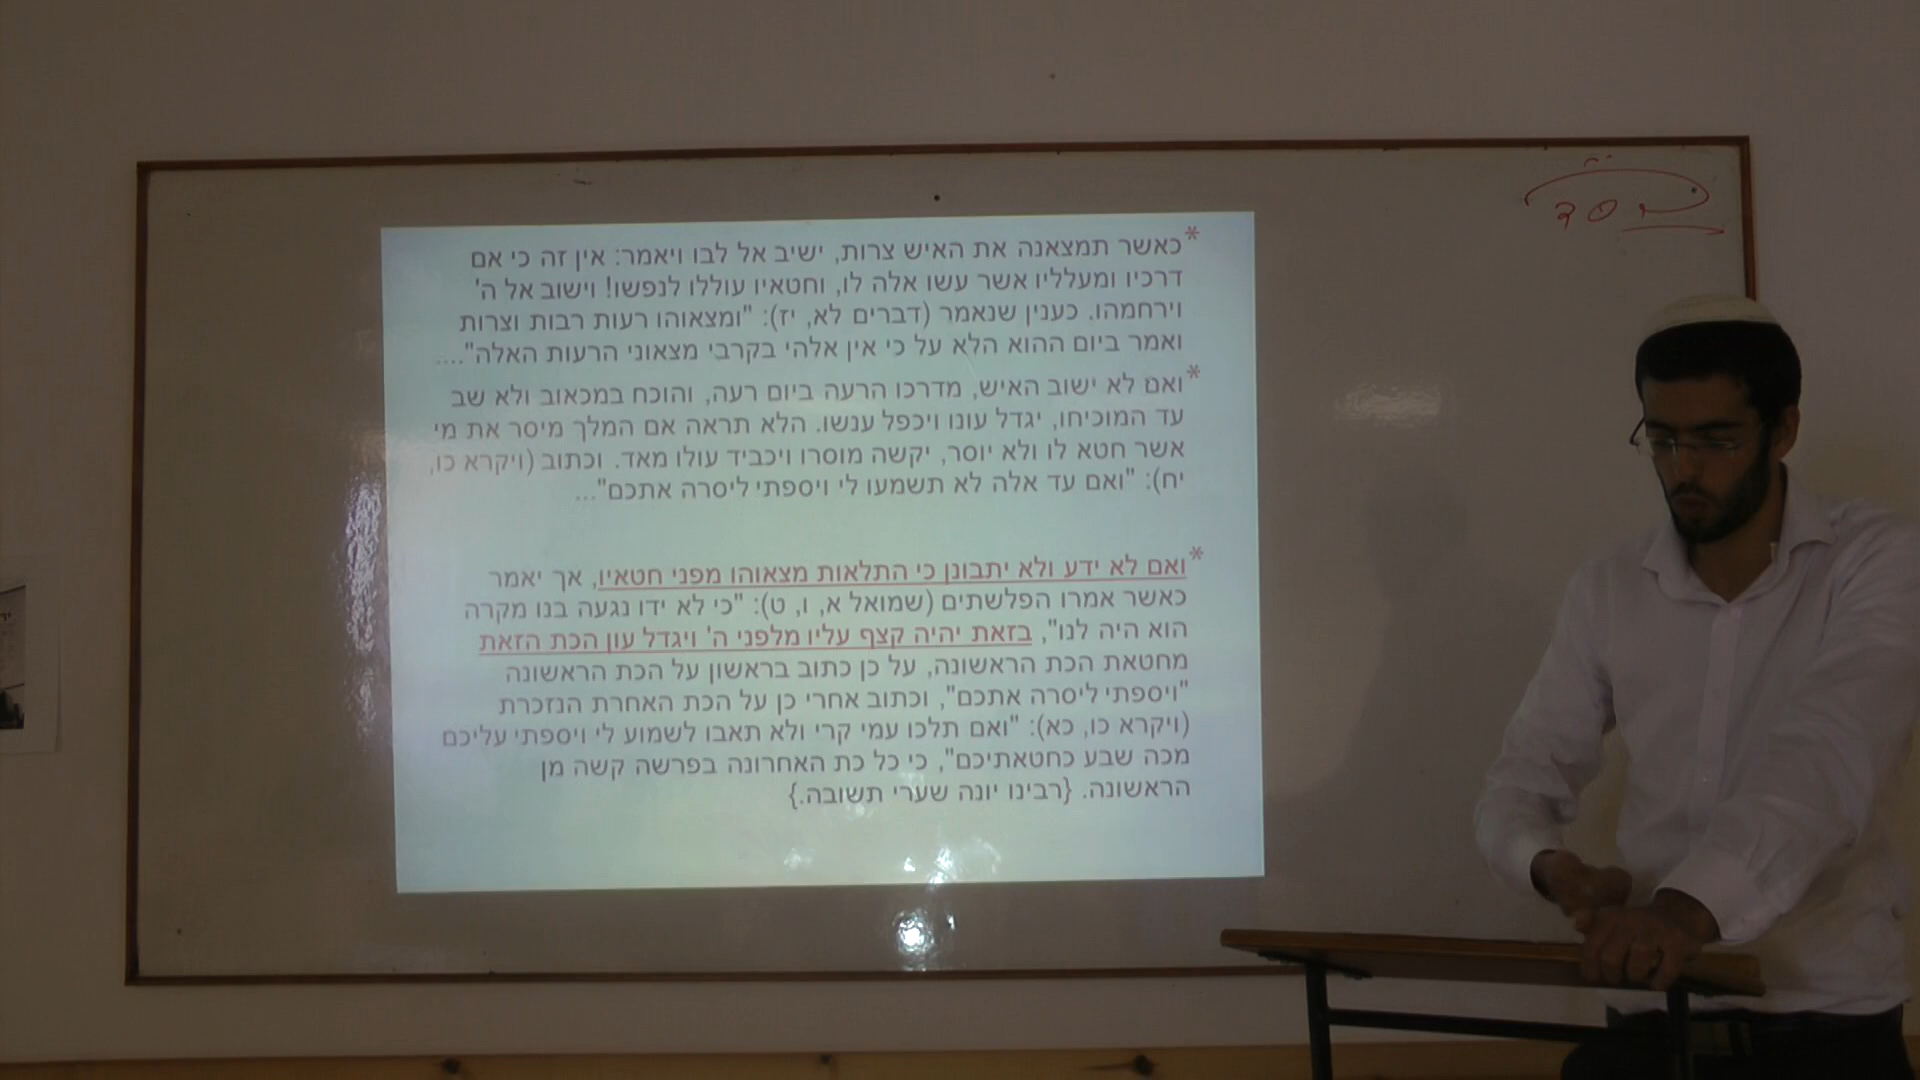 *כאשר תמצאנה את האיש צרות, ישיב אל לבו ויאמר: אין זה כי אם
דרכיו ומעלליו אשר עשו אלה לו, וחטאיו עוללו לנפשו! וישוב אל ה'
וירחמהו. כענין שנאמר (דברים לא, יז): "ומצאוהו רעות רבות וצרות
ואמר ביום ההוא הלא על כי אין אלהי בקרבי מצאוני הרעות האלה"....
*ואם לא ישוב האיש, מדרכו הרעה ביום רעה, והוכח במכאוב ולא שב
עד המוכיחו, יגדל עונו ויכפל ענשו. הלא תראה אם המלך מיסר את מי
אשר חטא לו ולא יוסר, יקשה מוסרו ויכביד עולו מאד. וכתוב (ויקרא כו,
יח): "ואם עד אלה לא תשמעו לי ויספתי ליסרה אתכם"...
*ואם לא ידע ולא יתבונן כי התלאות מצאוהו מפני חטאיו, אך יאמר
כאשר אמרו הפלשתים (שמואל א, ו, ט): "כי לא ידו נגעה בנו מקרה
הוא היה לנו", בזאת יהיה קצף עליו מלפני ה' ויגדל עון הכת הזאת
מחטאת הכת הראשונה, על כן כתוב בראשון על הכת הראשונה
"ויספתי ליסרה אתכם", וכתוב אחרי כן על הכת האחרת הנזכרת
(ויקרא כו, כא): "ואם תלכו עמי קרי ולא תאבו לשמוע לי ויספתי עליכם
מכה שבע כחטאתיכם", כי כל כת האחרונה בפרשה קשה מן
הראשונה. {רבינו יונה שערי תשובה.}